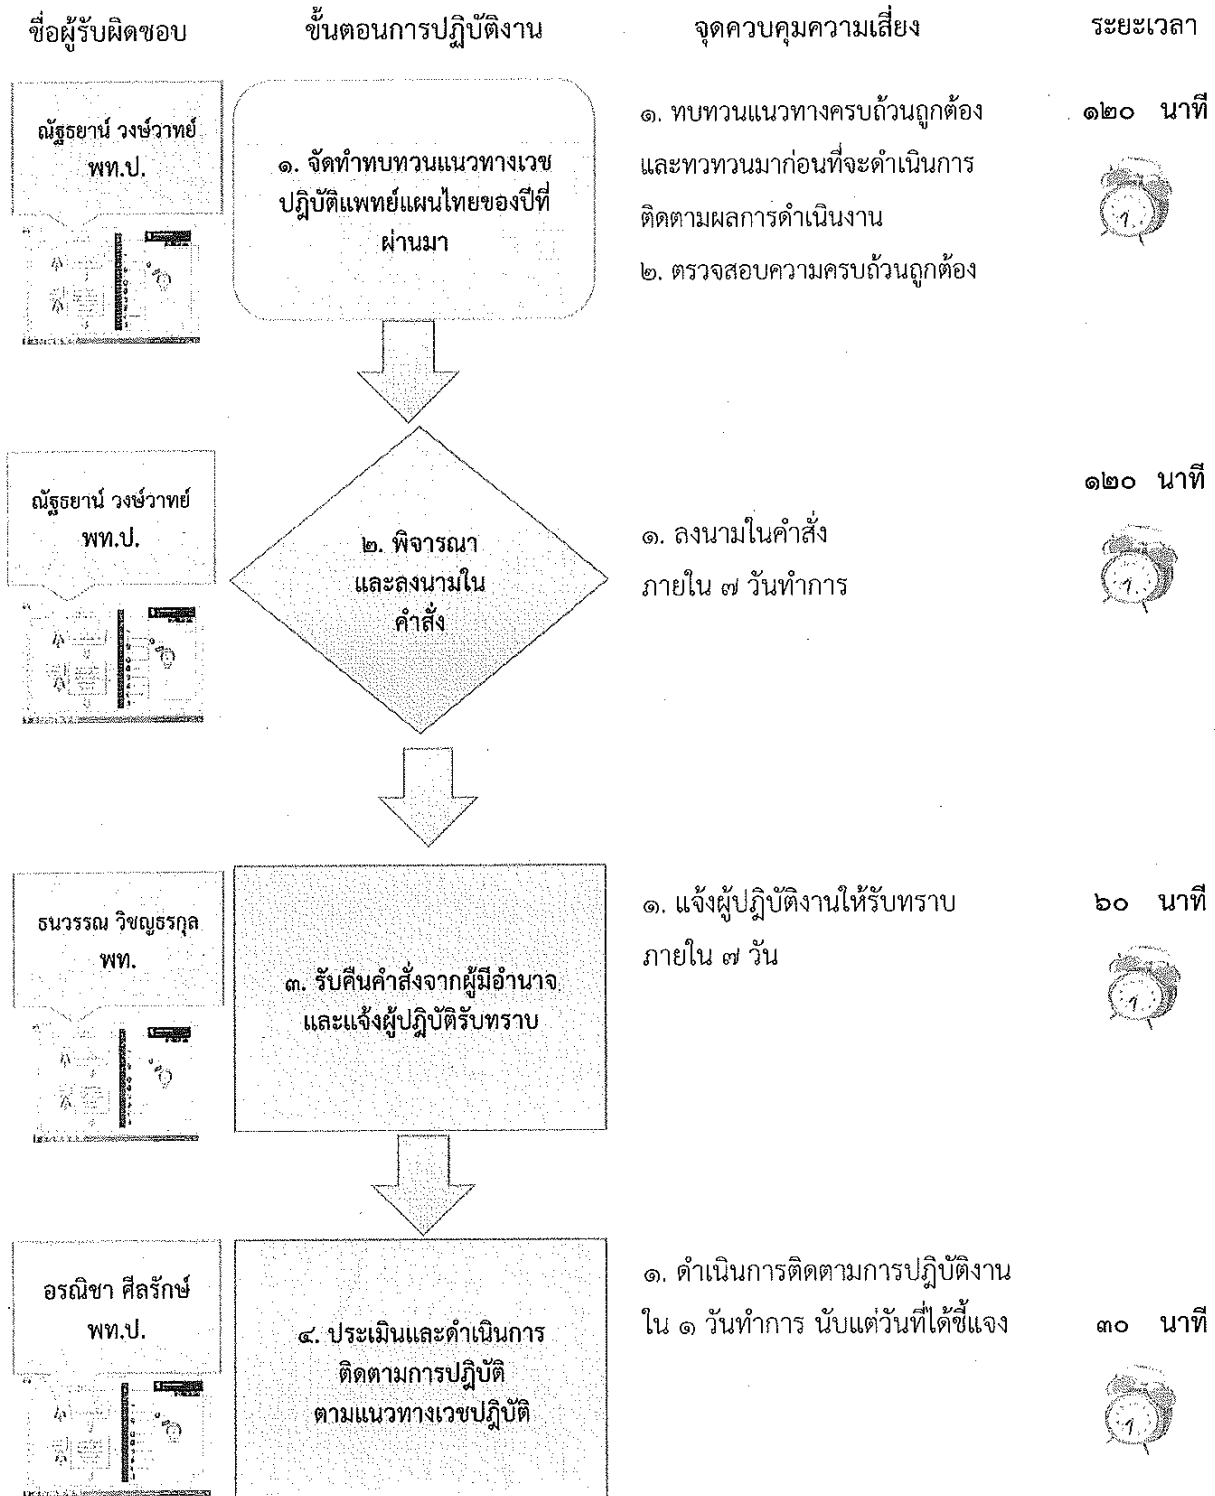 ชื่อผู้รับผิดชอบ
ขั้นตอนการปฏิบัติงาน
จุดควบคุมความเสี่ยง
ระยะเวลา
ณัฐธยาน์ วงษ์วาทย์
พท.ป.
๑. จัดทำทบทวนแนวทางเวช
ปฎิบัติแพทย์แผนไทยของปีที่
ผ่านมา
๑. ทบทวนแนวทางครบถ้วนถูกต้อง
และทวทวนมาก่อนที่จะดำเนินการ
ติดตามผลการดำเนินงาน
๒. ตรวจสอบความครบถ้วนถูกต้อง
๑๒๐ นาที
ณัฐธยาน์ วงษ์วาทย์
พท.ป.
๒. พิจารณา
และลงนามใน
คำสั่ง
๑. ลงนามในคำสั่ง
ภายใน ๗ วันทำการ
๑๒๐ นาที
ธนวรรณ วิชญธรกุล
พท.
๓. รับคืนคำสั่งจากผู้มีอำนาจ
และแจ้งผู้ปฎิบัติรับทราบ
๑. แจ้งผู้ปฎิบัติงานให้รับทราบ
ภายใน ๗ วัน
๖๐ นาที
อรณิชา ศีลรักษ์
พท.ป.
๔. ประเมินและดำเนินการ
ติดตามการปฎิบัติ
ตามแนวทางเวชปฎิบัติ
๑. ดำเนินการติดตามการปฎิบัติงาน
ใน ๑ วันทำการ นับแต่วันที่ได้ชี้แจง
๓๐ นาที